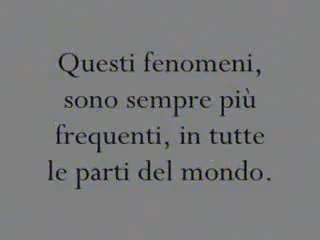 Questi fenomeni,
sono sempre più
frequenti, in tutte
le parti del mondo.